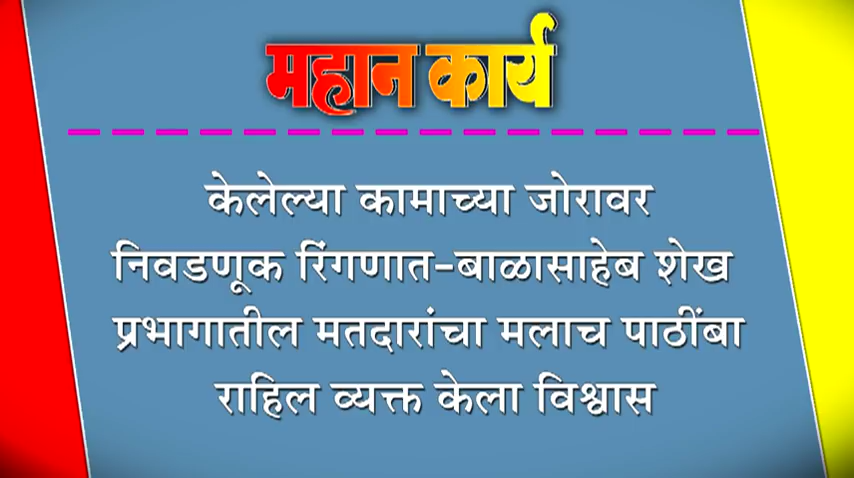 महान कार्य
केलेल्या कामाच्या जोरावर
निवडणूक रिंगणात-बाळासाहेब शेख
प्रभागातील मतदारांचा मलाच पाठींबा
राहिल व्यक्त केला विश्वास